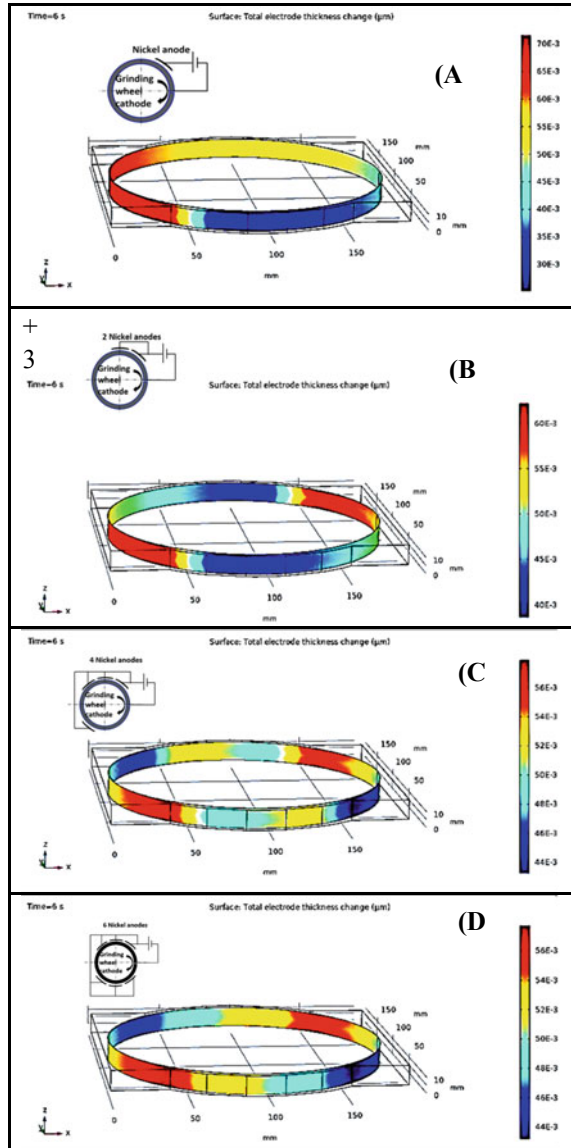 Time=6 s Surface: Total electrode thickness change (µm)
Nickel anode
Grinding
wheel
cathode
(A
70E-3
65E-3
60E-3
55E-3
50E-3
45E-3
40E-3
35E-3
30E-3
150 mm
100
50
10 mm
0
0 50 100 150
mm
z
y x
+
3
2 Nickel anodes
Grinding
wheel
cathode
(B
Time=6 s Surface: Total electrode thickness change (µm)
60E-3
55E-3
50E-3
45E-3
40E-3
150 mm
100
50
10 mm
0
0 50 100 150
mm
z
y x
Time=6 s Surface: Total electrode thickness change (µm)
4 Nickel anodes
Grinding
wheel
cathode
(C
56E-3
54E-3
52E-3
50E-3
48E-3
46E-3
44E-3
150 mm
100
50
10 mm
0
0 50 100 150
mm
z
y x
Time=6 s Surface: Total electrode thickness change (µm)
6 Nickel anodes
Grinding
wheel
cathode
(D
56E-3
54E-3
52E-3
50E-3
48E-3
46E-3
44E-3
150 mm
100
50
10 mm
0
0 50 100 150
mm
z
y x